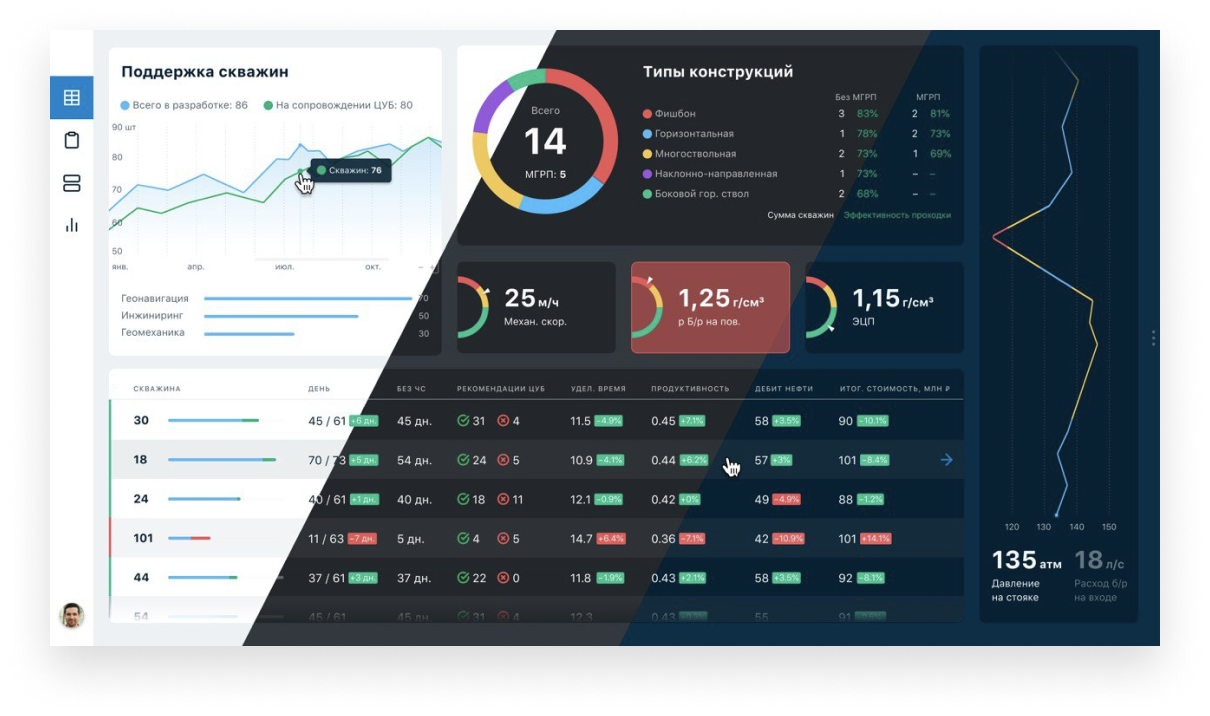 Поддержка скважин
Всего в разработке: 86 На сопровождении ЦУБ: 80
90 шт
80
70
60
50
янв. апр. июл. окт. − +
Скважин: 76
Геонавигация 70
Инжиниринг 50
Геомеханика 30
Всего
14
МГРП: 5
Типы конструкций
Без МГРП МГРП
Фишбон 3 83% 2 81%
Горизонтальная 1 78% 2 73%
Многоствольная 2 73% 1 69%
Наклонно-направленная 1 73% – –
Боковой гор. ствол 2 68% – –
Сумма скважин Эффективность проходки
25 м/ч
Механ. скор.
1,25 г/см³
р Б/р на пов.
1,15 г/см³
ЭЦП
СКВАЖИНА ДЕНЬ БЕЗ ЧС РЕКОМЕНДАЦИИ ЦУБ УДЕЛ. ВРЕМЯ ПРОДУКТИВНОСТЬ ДЕБИТ НЕФТИ ИТОГ. СТОИМОСТЬ, МЛН ₽
30 45 / 61 +6 дн. 45 дн. 31 4 11.5 −4.9% 0.45 +7.1% 58 +3.5% 90 −10.1%
18 70 / 73 +5 дн. 54 дн. 24 5 10.9 −4.1% 0.44 +6.2% 57 +3% 101 −8.4%
24 40 / 61 +1 дн. 40 дн. 18 11 12.1 −0.9% 0.42 +0% 49 −4.9% 88 −1.2%
101 11 / 63 −7 дн. 5 дн. 4 5 14.7 +6.4% 0.36 −7.1% 42 −10.9% 101 +14.1%
44 37 / 61 +3 дн. 37 дн. 22 0 11.8 −1.9% 0.43 +2.1% 58 +3.5% 92 −8.1%
54 45 / 61 45 дн. 31 4 12.3 0.43 55 91
120 130 140 150
135 атм 18 л/с
Давление Расход б/р
на стояке на входе